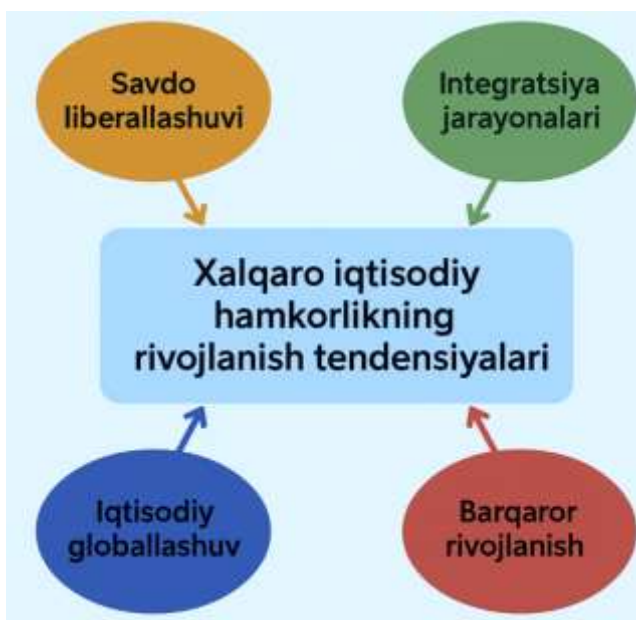 Savdo
liberallashuvi
Integratsiya
jarayonalari
Xalqaro iqtisodiy
hamkorlikning
rivojlanish tendensiyalari
Iqtisodiy
globallashuv
Barqaror
rivojlanish